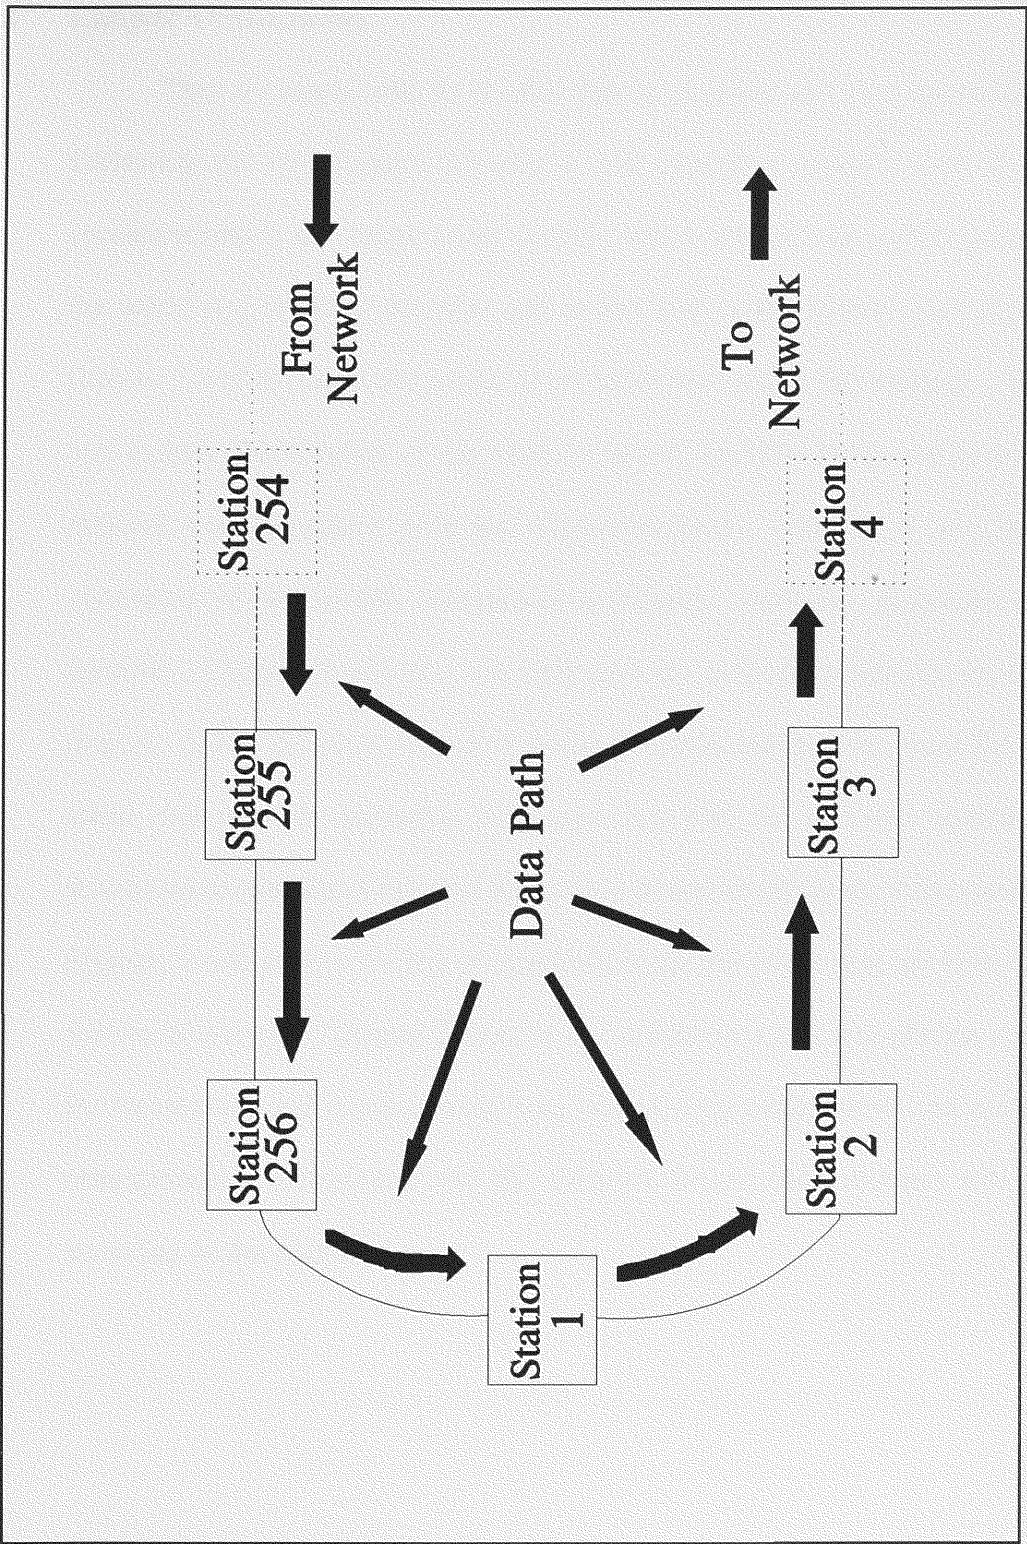 From
Network
To
Network
Station
254
Station
4
Station
255
Data Path
Station
3
Station
256
Station
2
Station
1